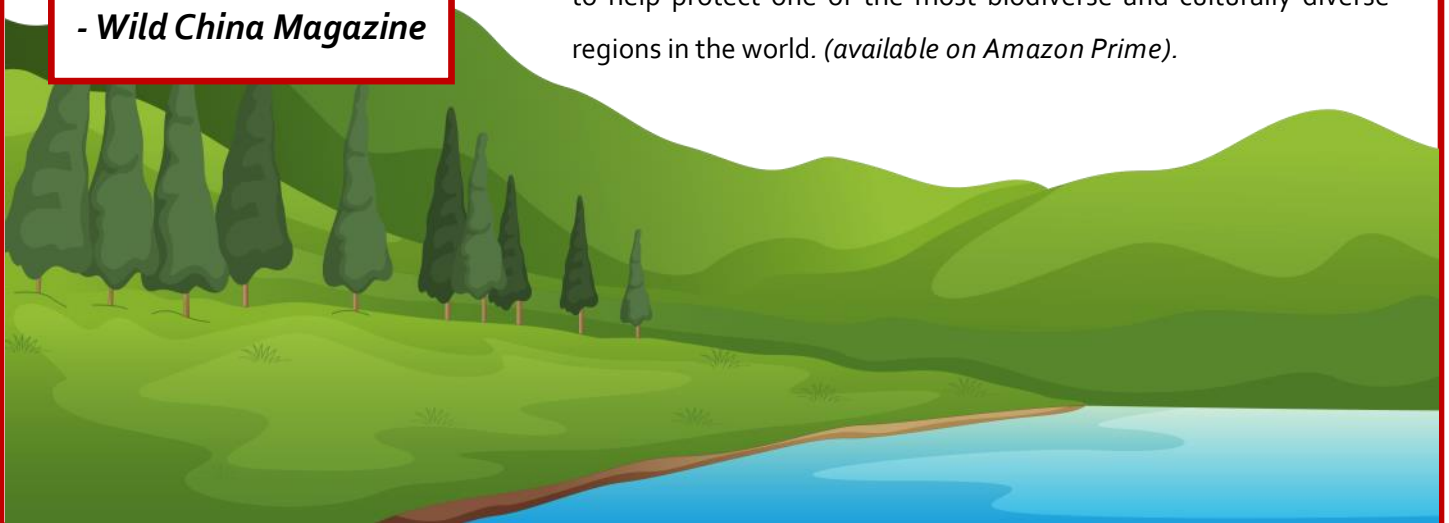 - Wild China Magazine
to help protect one of the most biodiverse and culturally diverse
regions in the world. (available on Amazon Prime).